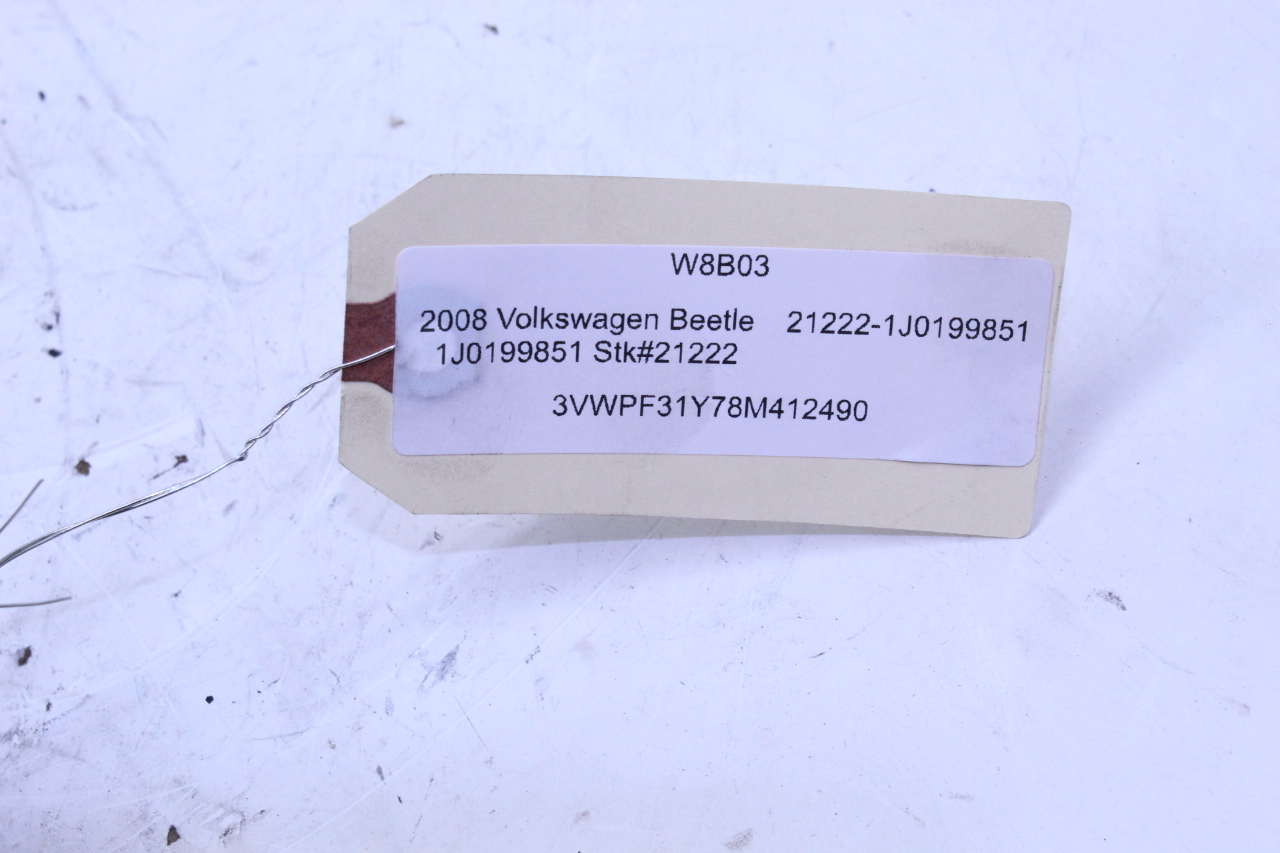 W8B03
2008 Volkswagen Beetle 21222-1J0199851
1J0199851 Stk#21222
3VWPF31Y78M412490